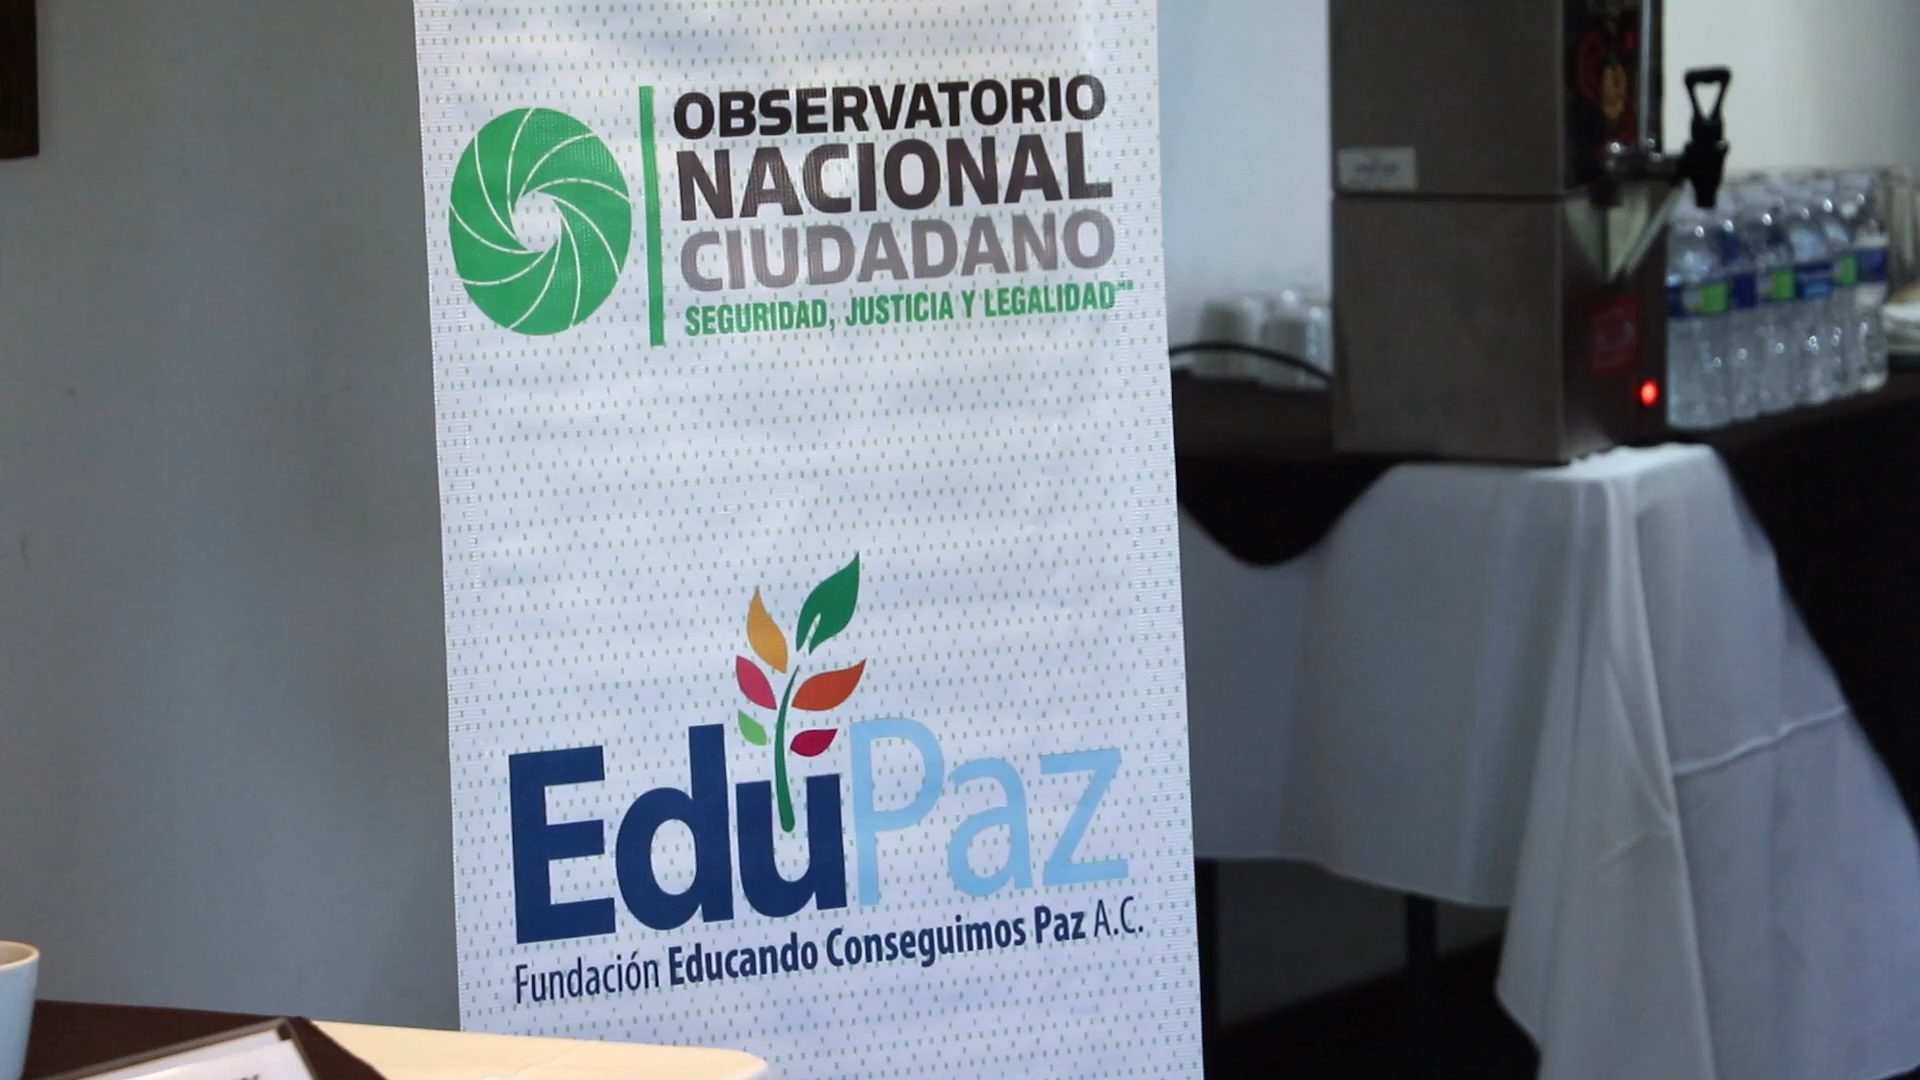 OBSERVATORIO
NACIONAL
CIUDADANO
SEGURIDAD, JUSTICIA Y LEGALIDAD
EduPaz
Fundación Educando Conseguimos Paz A.C.